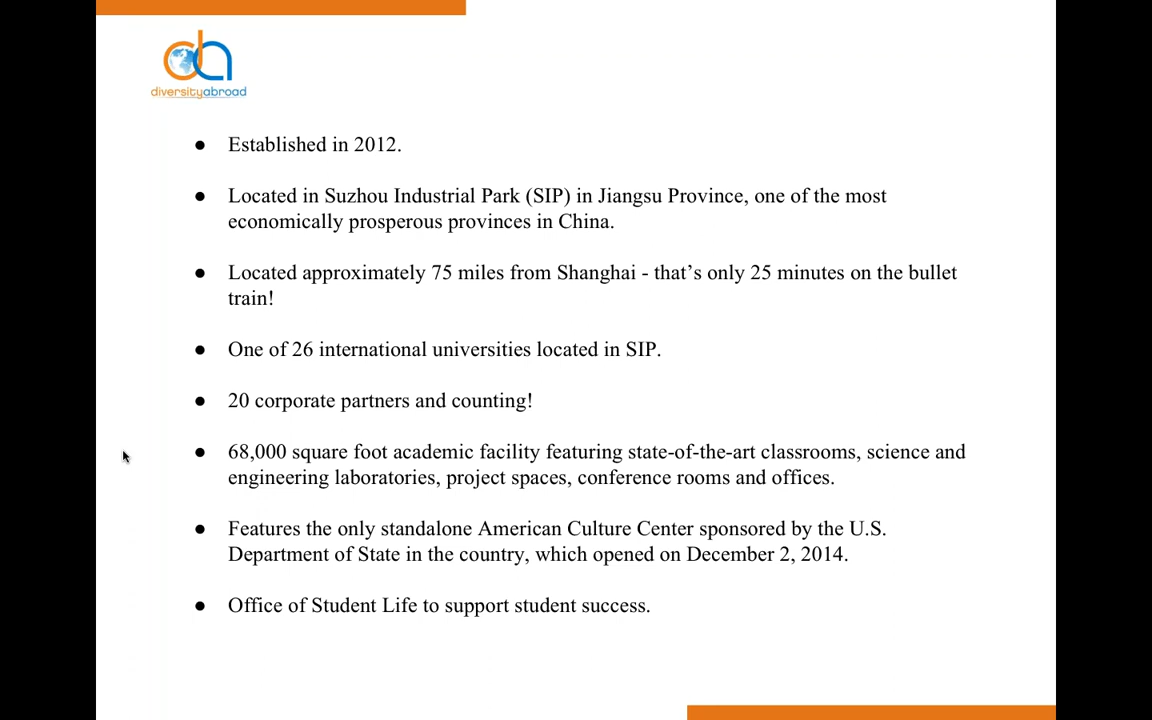 diversityabroad
● Established in 2012.
● Located in Suzhou Industrial Park (SIP) in Jiangsu Province, one of the most
economically prosperous provinces in China.
● Located approximately 75 miles from Shanghai - that’s only 25 minutes on the bullet
train!
● One of 26 international universities located in SIP.
● 20 corporate partners and counting!
● 68,000 square foot academic facility featuring state-of-the-art classrooms, science and
engineering laboratories, project spaces, conference rooms and offices.
● Features the only standalone American Culture Center sponsored by the U.S.
Department of State in the country, which opened on December 2, 2014.
● Office of Student Life to support student success.